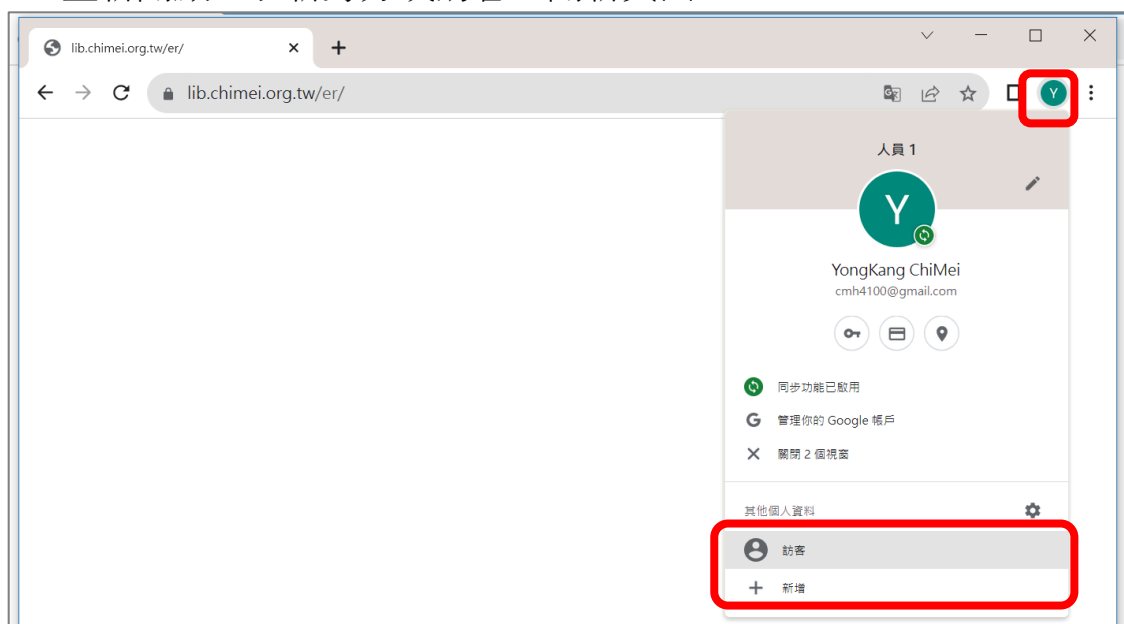 lib.chimei.org.tw/er/
lib.chimei.org.tw/er/
Y
人員 1
Y
YongKang ChiMei
cmh4100@gmail.com
同步功能已啟用
G 管理你的 Google 帳戶
關閉 2 個視窗
其他個人資料
訪客
新增